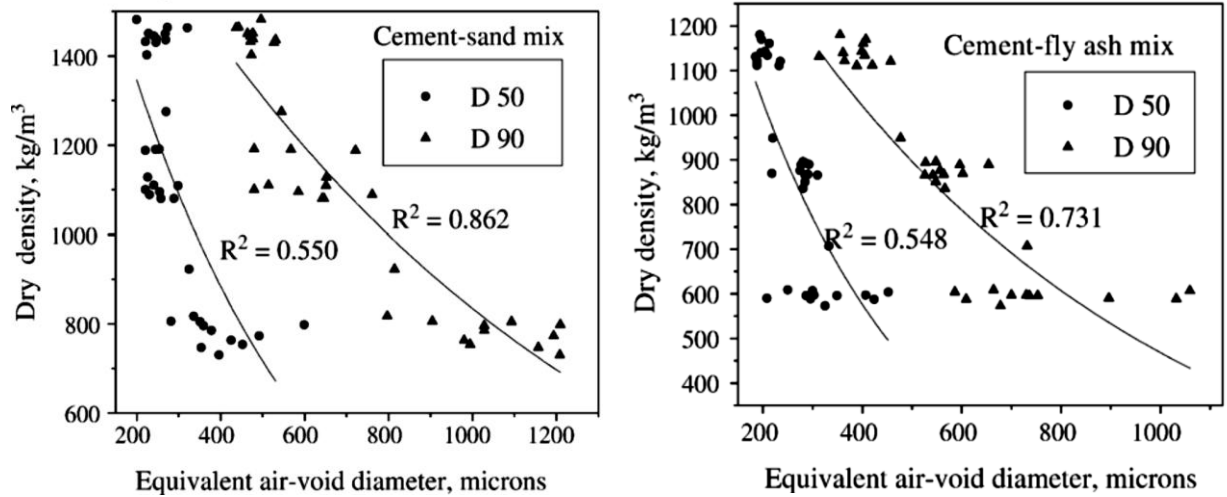 Cement-sand mix
D 50
D 90
R² = 0.862
R² = 0.550
1400
1200
1000
800
600
Dry density, kg/m³
200 400 600 800 1000 1200
Equivalent air-void diameter, microns
Cement-fly ash mix
D 50
D 90
R² = 0.731
R² = 0.548
1200
1100
1000
900
800
700
600
500
400
Dry density, kg/m³
200 400 600 800 1000
Equivalent air-void diameter, microns